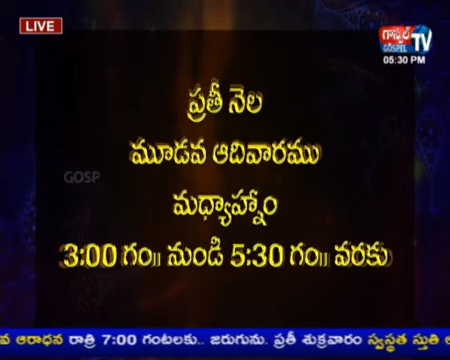 LIVE
గాస్పెల్ TV
GOSPEL
05:30 PM
ప్రతీ నెల
మూడవ ఆదివారము
GOSP
మధ్యాహ్నాం
3:00 గం॥ నుండి 5:30 గం॥ వరకు
ఆరాధన రాత్రి 7:00 గంటలకు.. జరుగును. ప్రతీ శుక్రవారం స్వస్థత స్తుతి